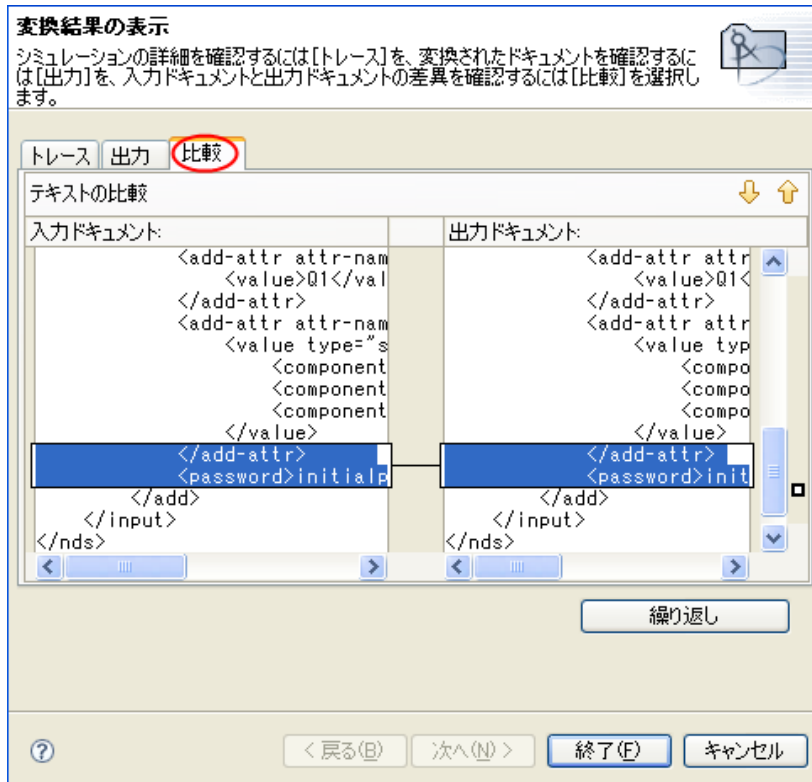 変換結果の表示
シミュレーションの詳細を確認するには[トレース]を、変換されたドキュメントを確認するに
は[出力]を、入力ドキュメントと出力ドキュメントの差異を確認するには[比較]を選択し
ます。
トレース 出力 比較
テキストの比較
入力ドキュメント: 出力ドキュメント:
<add-attr attr-nam
<value>Q1</val
</add-attr>
<add-attr attr-nam
<value type="s
<component
<component
<component
</value>
</add-attr>
<password>initialp
</add>
</input>
</nds>
<add-attr attr
<value>Q1<
</add-attr>
<add-attr attr
<value typ
<compo
<compo
<compo
</value>
</add-attr>
<password>init
</add>
</input>
</nds>
繰り返し
< 戻る(B) 次へ(N) > 終了(F) キャンセル